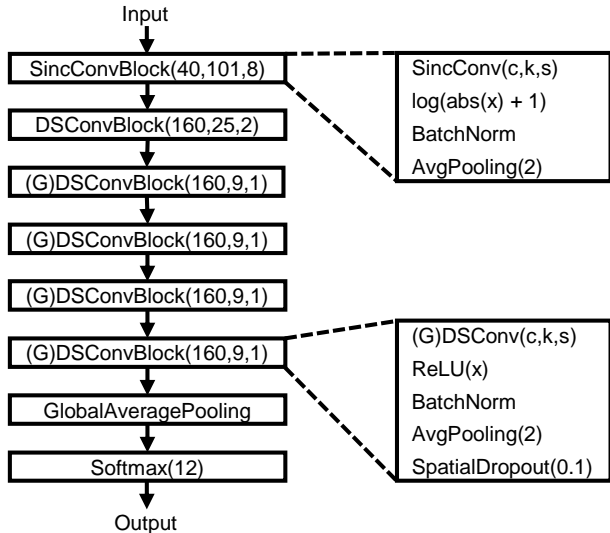 Input
SincConvBlock(40,101,8)
DSConvBlock(160,25,2)
(G)DSConvBlock(160,9,1)
(G)DSConvBlock(160,9,1)
(G)DSConvBlock(160,9,1)
(G)DSConvBlock(160,9,1)
GlobalAveragePooling
Softmax(12)
Output
SincConv(c,k,s)
log(abs(x) + 1)
BatchNorm
AvgPooling(2)
(G)DSConv(c,k,s)
ReLU(x)
BatchNorm
AvgPooling(2)
SpatialDropout(0.1)